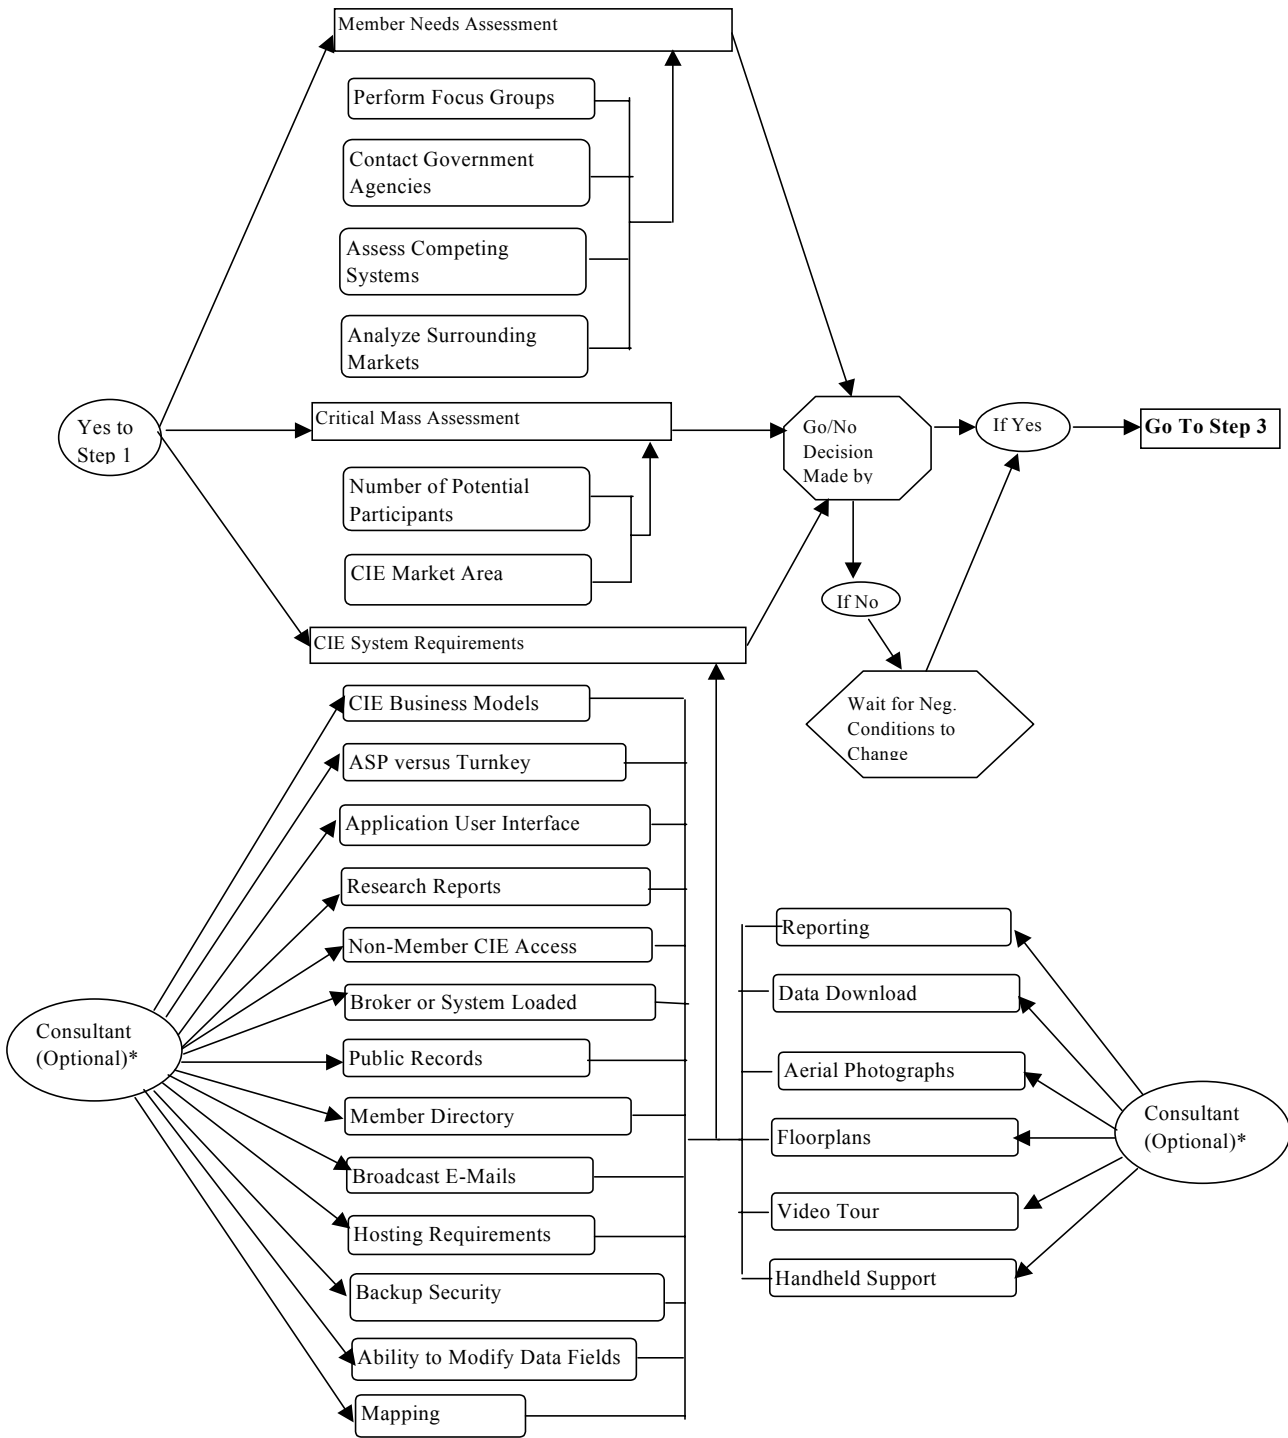 Member Needs Assessment
Perform Focus Groups
Contact Government
Agencies
Assess Competing
Systems
Analyze Surrounding
Markets
Yes to
Step 1
Critical Mass Assessment
Go/No
Decision
Made by
If Yes
Go To Step 3
Number of Potential
Participants
CIE Market Area
If No
CIE System Requirements
Wait for Neg.
Conditions to
Change
CIE Business Models
ASP versus Turnkey
Application User Interface
Research Reports
Non-Member CIE Access
Broker or System Loaded
Consultant
(Optional)*
Public Records
Member Directory
Broadcast E-Mails
Hosting Requirements
Backup Security
Ability to Modify Data Fields
Mapping
Reporting
Data Download
Aerial Photographs
Floorplans
Video Tour
Handheld Support
Consultant
(Optional)*